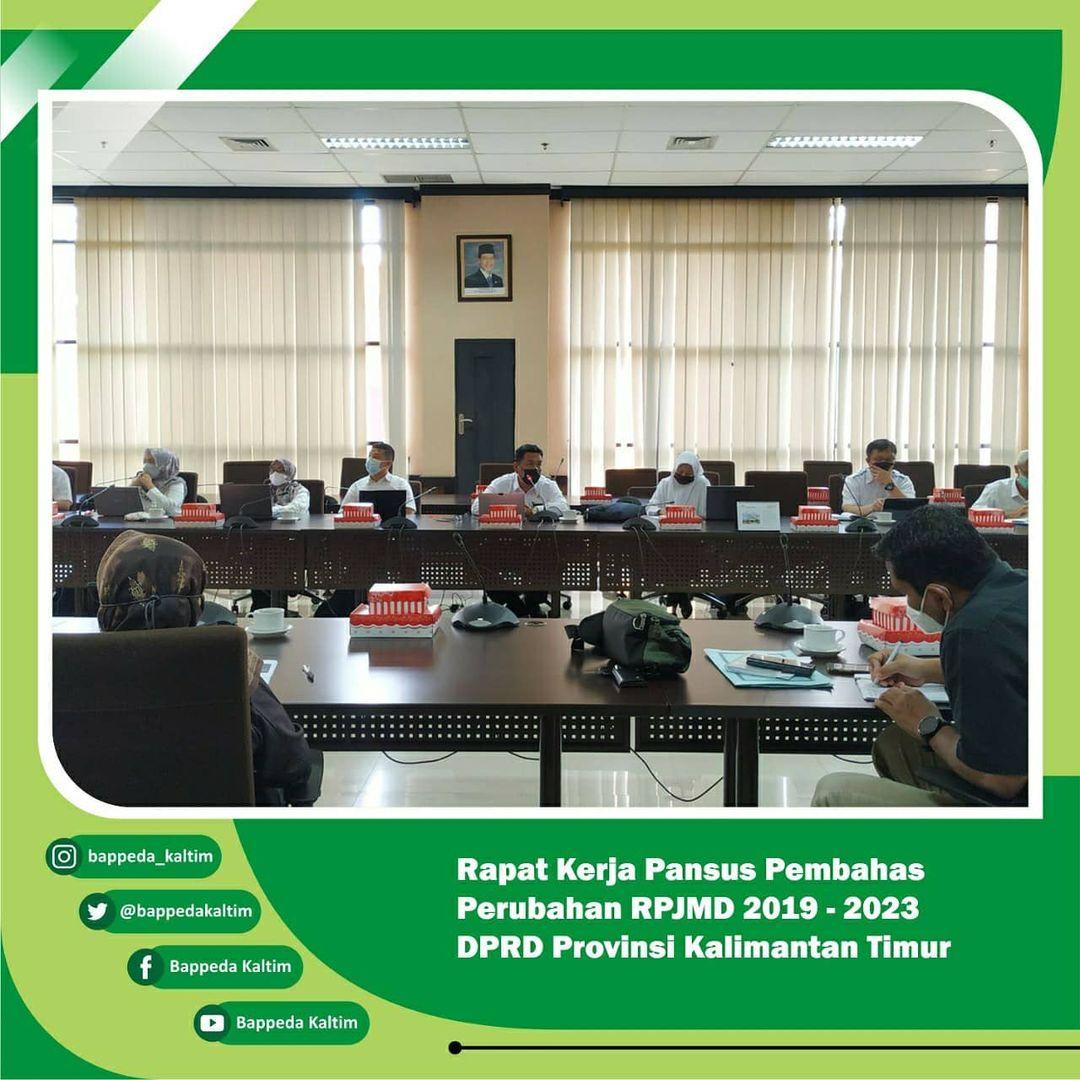 bappeda_kaltim
@bappedakaltim
Bappeda Kaltim
Bappeda Kaltim
Rapat Kerja Pansus Pembahas
Perubahan RPJMD 2019 - 2023
DPRD Provinsi Kalimantan Timur